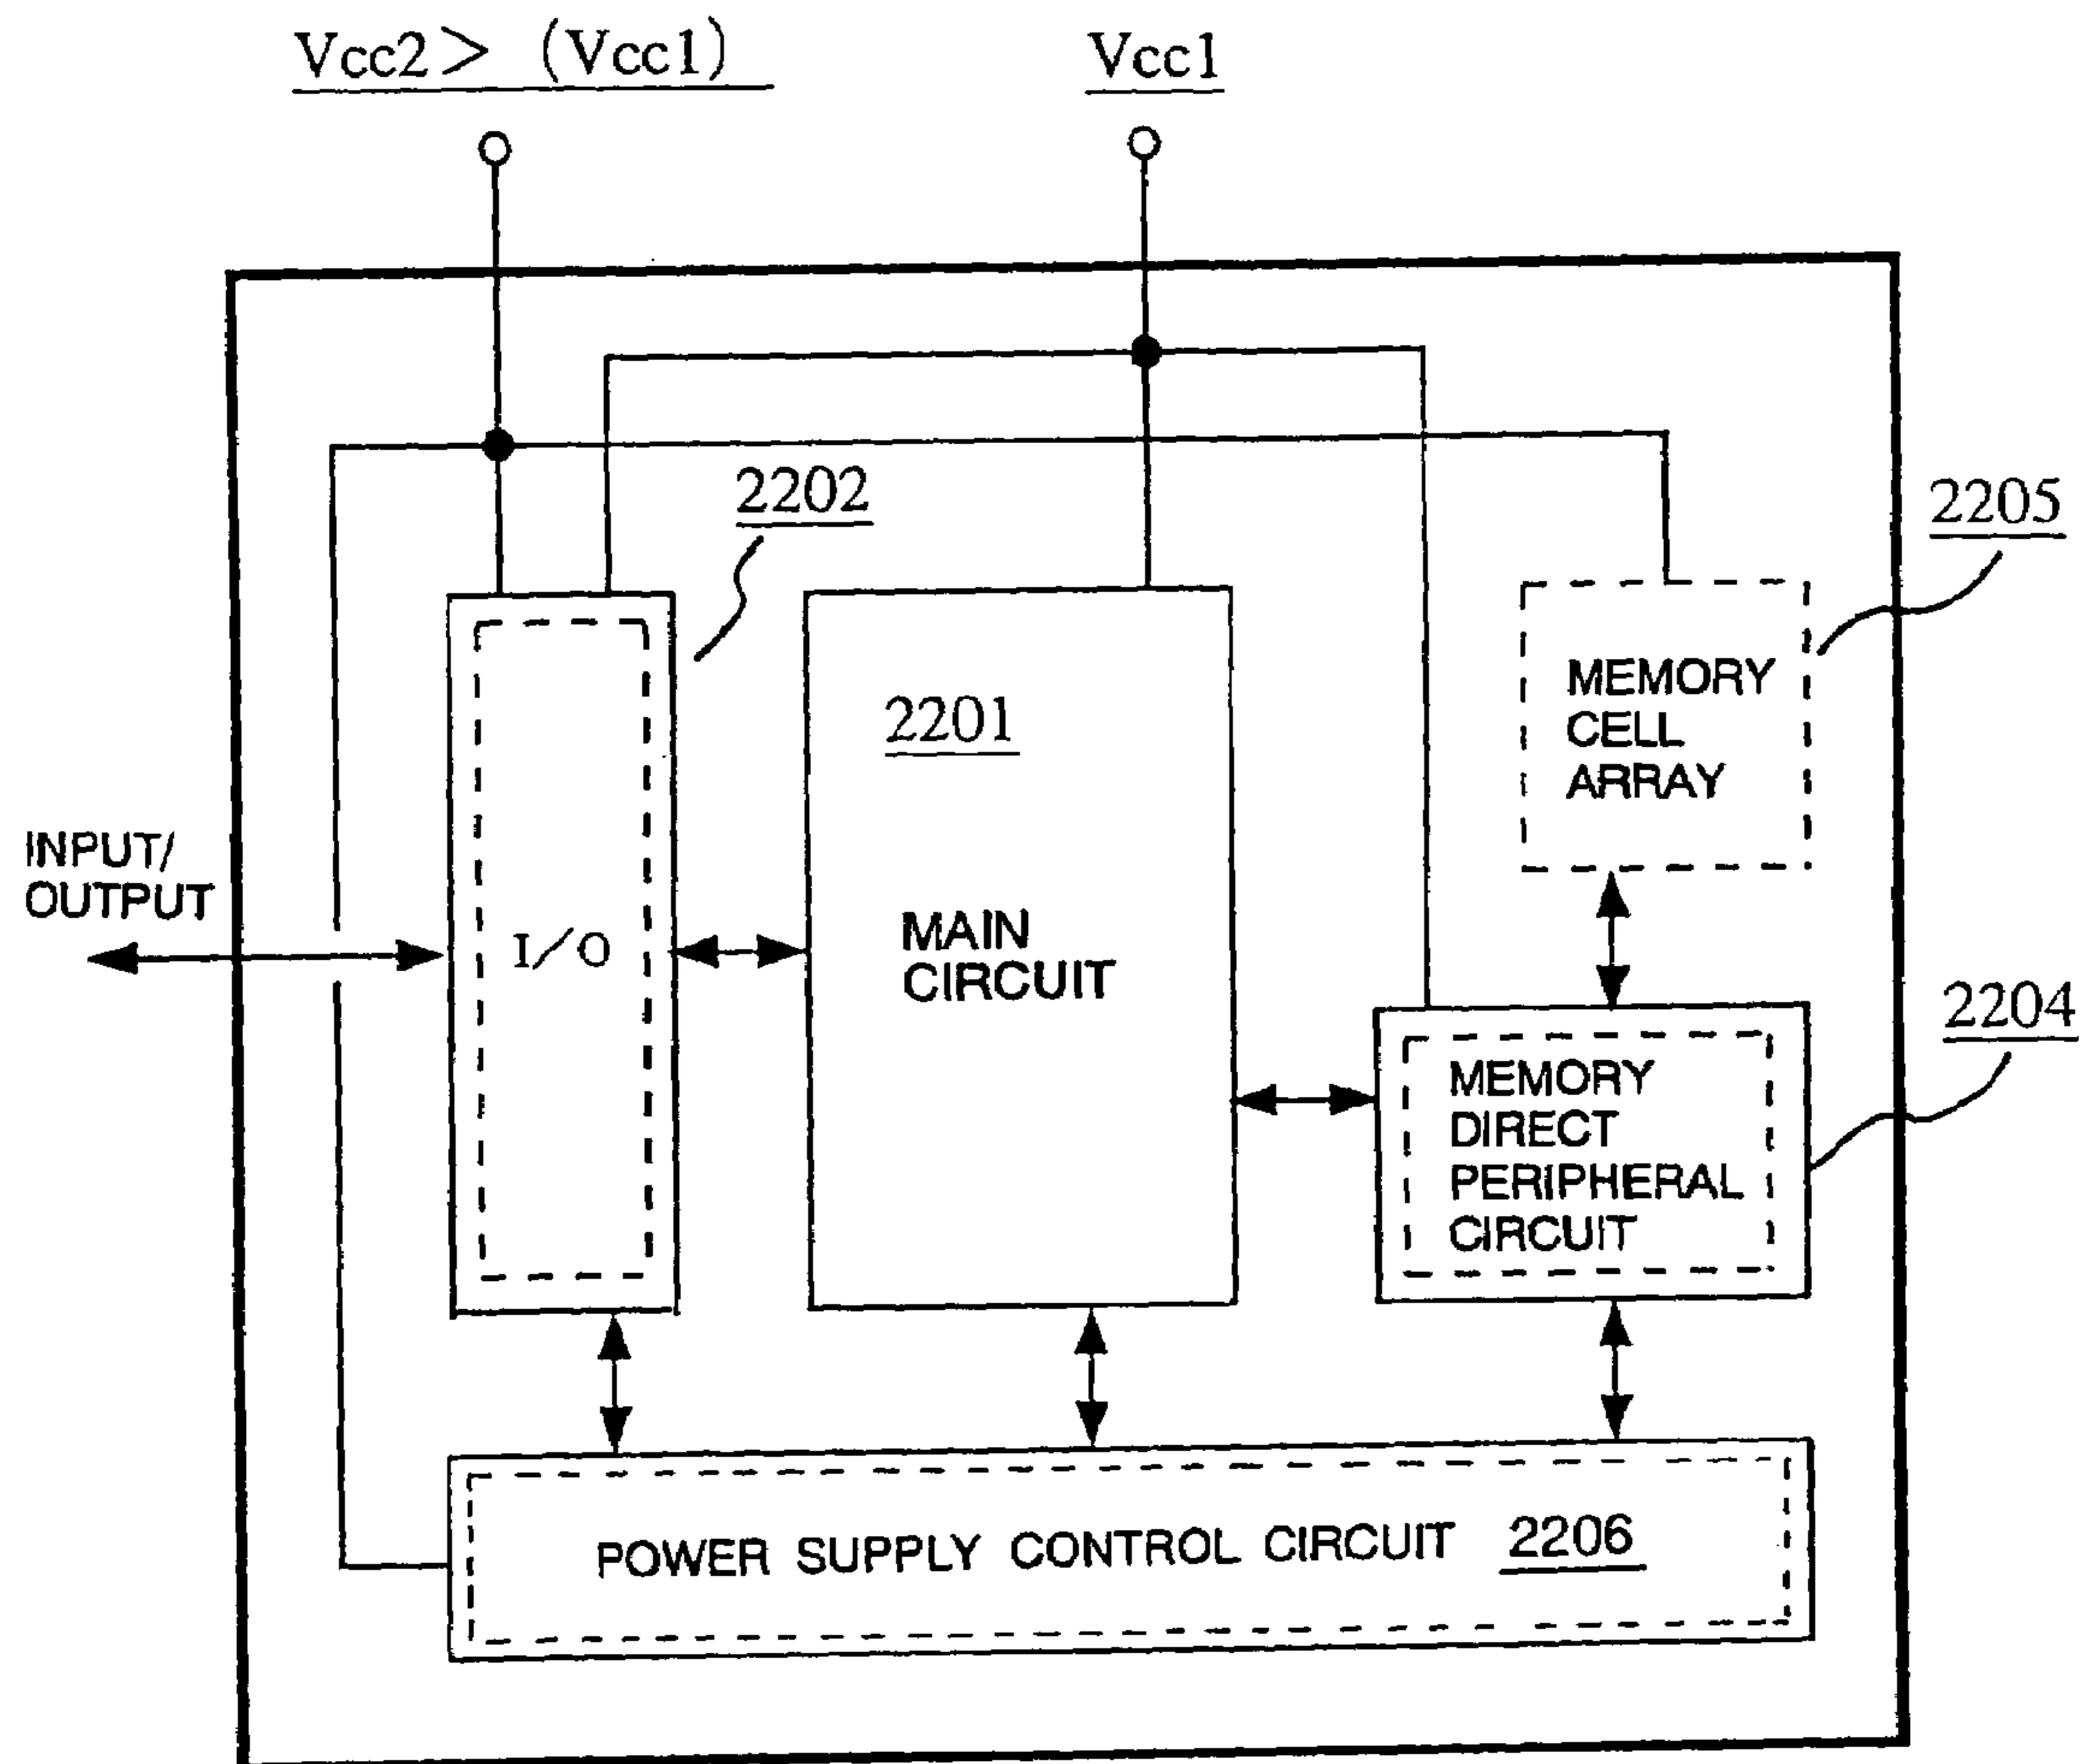 Vcc2> (Vcc1)
Vcc1
2202
2205
2201
MEMORY
CELL
ARRAY
INPUT/
OUTPUT
I/O
MAIN
CIRCUIT
2204
MEMORY
DIRECT
PERIPHERAL
CIRCUIT
POWER SUPPLY CONTROL CIRCUIT 2206